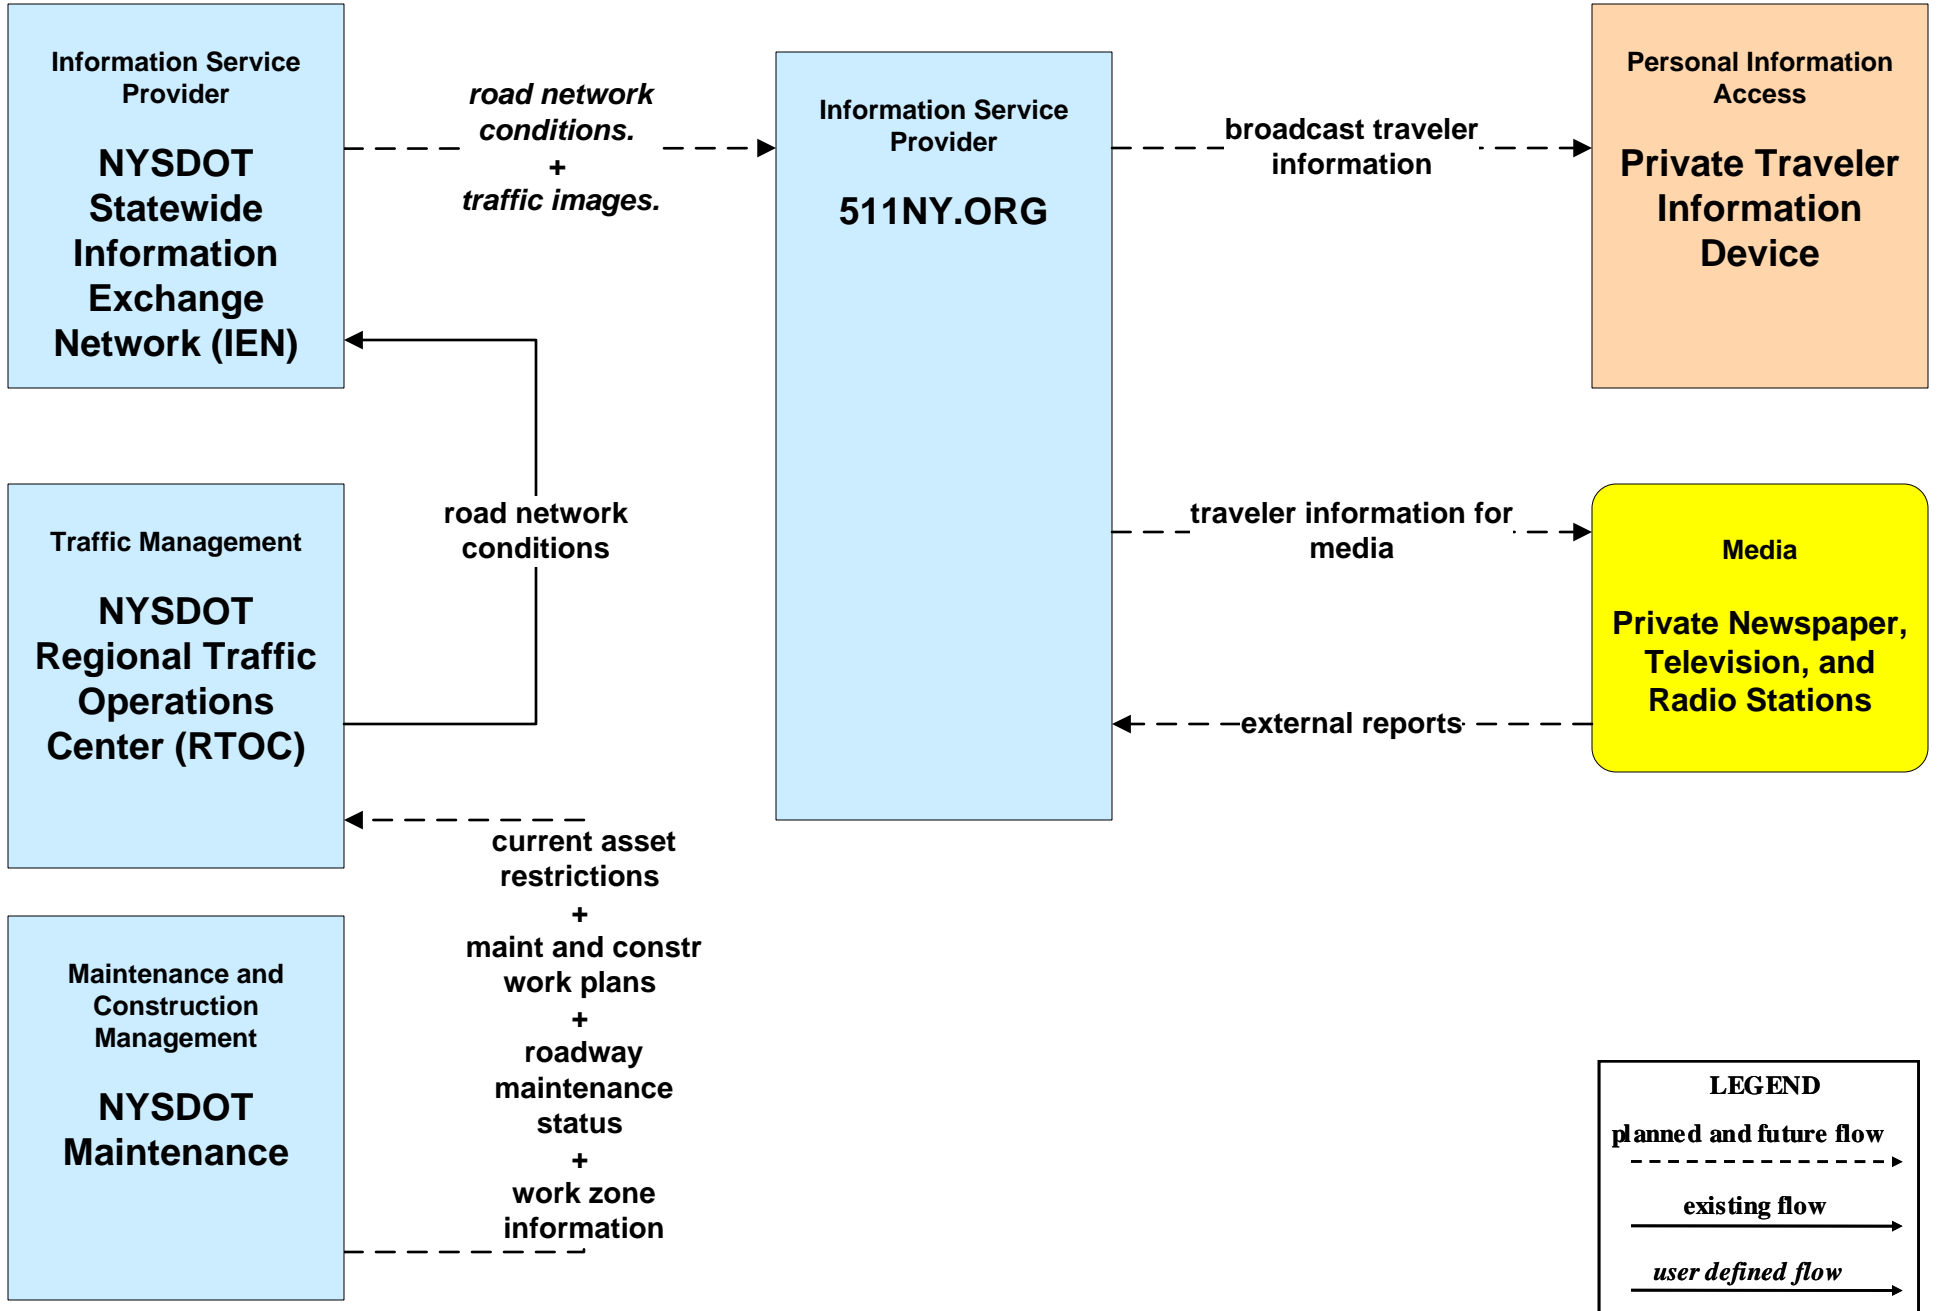 Information Service
Provider
NYSDOT
Statewide
Information
Exchange
Network (IEN)
road network
conditions.
+
traffic images.
Information Service
Provider
511NY.ORG
broadcast traveler
information
Personal Information
Access
Private Traveler
Information
Device
Traffic Management
NYSDOT
Regional Traffic
Operations
Center (RTOC)
road network
conditions
traveler information for
media
external reports
Media
Private Newspaper,
Television, and
Radio Stations
Maintenance and
Construction
Management
NYSDOT
Maintenance
current asset
restrictions
+
maint and constr
work plans
+
roadway
maintenance
status
+
work zone
information
LEGEND
planned and future flow
existing flow
user defined flow